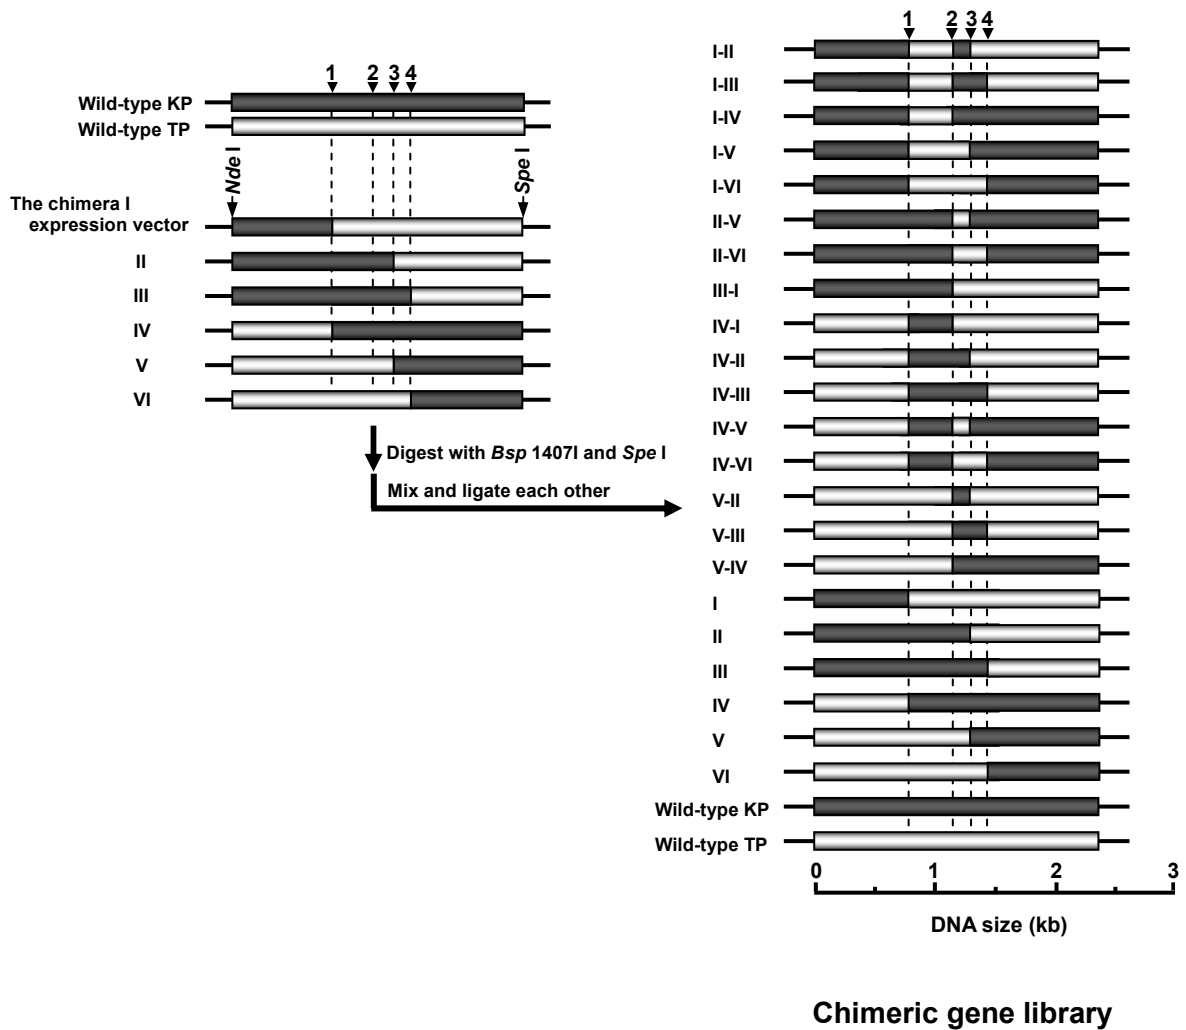 1 2 3 4
Wild-type KP
Wild-type TP
Nde I
Spe I
The chimera I
expression vector
II
III
IV
V
VI
Digest with Bsp 1407I and Spe I
Mix and ligate each other
1 2 3 4
I-II
I-III
I-IV
I-V
I-VI
II-V
II-VI
III-I
IV-I
IV-II
IV-III
IV-V
IV-VI
V-II
V-III
V-IV
I
II
III
IV
V
VI
Wild-type KP
Wild-type TP
0 1 2 3
DNA size (kb)
Chimeric gene library